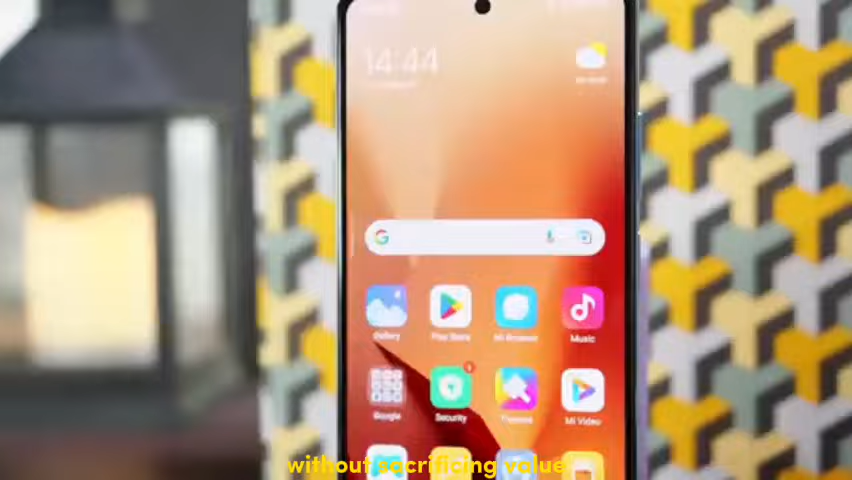 14:44
Gallery
Play Store
Mi Browser
Music
Google
Security
Themes
Mi Video
without sacrificing value